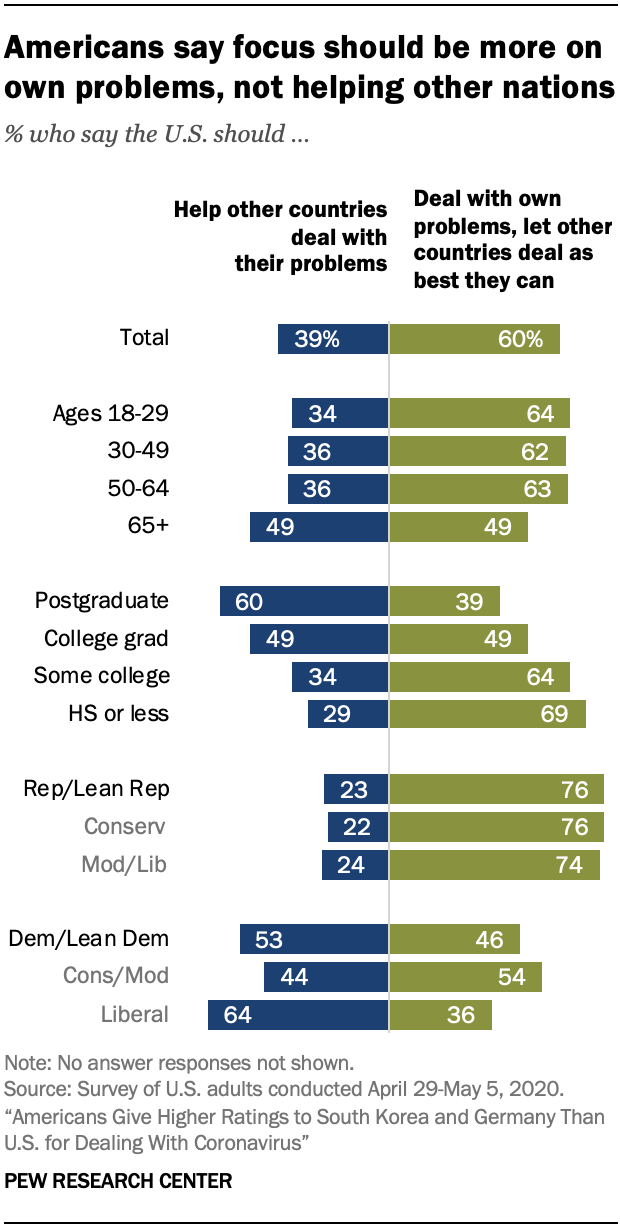 Americans say focus should be more on
own problems, not helping other nations
% who say the U.S. should ...
Help other countries
deal with
their problems
Deal with own
problems, let other
countries deal as
best they can
Total 39% 60%
Ages 18-29 34 64
30-49 36 62
50-64 36 63
65+ 49 49
Postgraduate 60 39
College grad 49 49
Some college 34 64
HS or less 29 69
Rep/Lean Rep 23 76
Conserv 22 76
Mod/Lib 24 74
Dem/Lean Dem 53 46
Cons/Mod 44 54
Liberal 64 36
Note: No answer responses not shown.
Source: Survey of U.S. adults conducted April 29-May 5, 2020.
“Americans Give Higher Ratings to South Korea and Germany Than
U.S. for Dealing With Coronavirus”
PEW RESEARCH CENTER